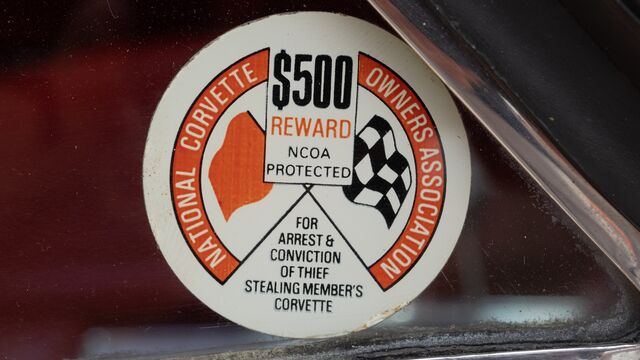 NATIONAL CORVETTE OWNERS ASSOCIATION
$500
REWARD
NCOA
PROTECTED
FOR
ARREST &
CONVICTION
OF THIEF
STEALING MEMBER'S
CORVETTE